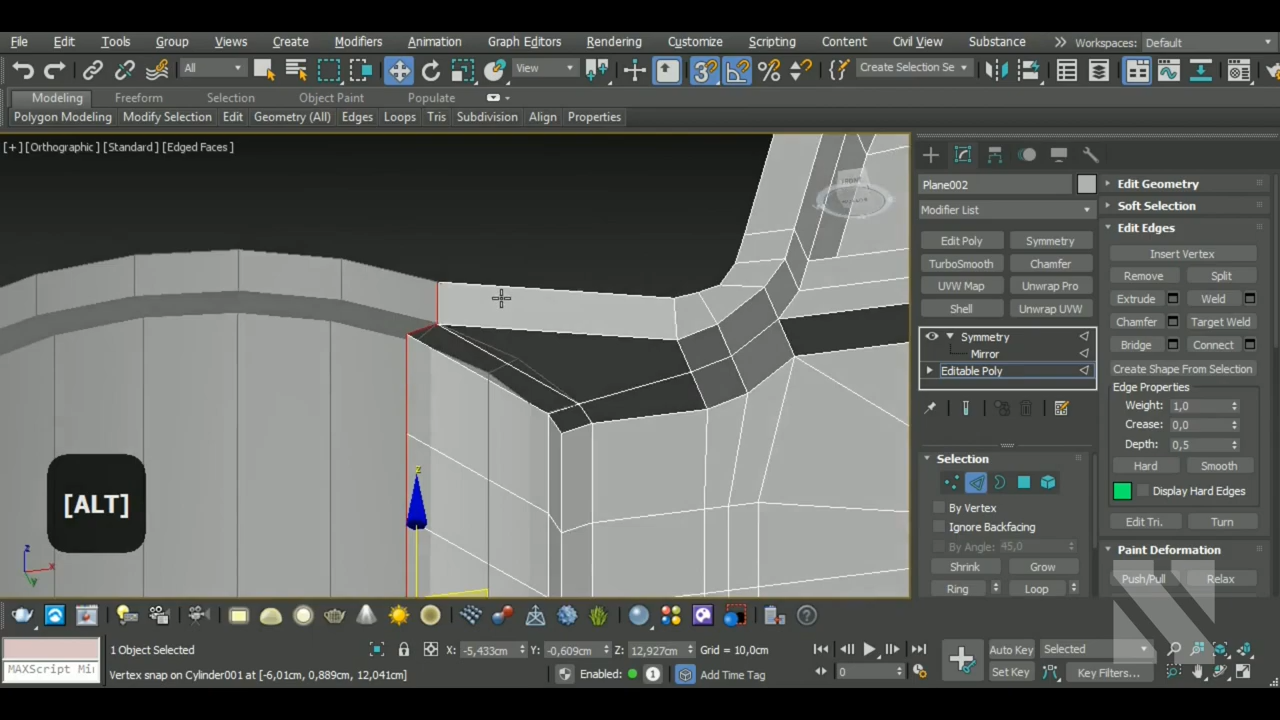 File Edit Tools Group Views Create Modifiers Animation Graph Editors Rendering Customize Scripting Content Civil View Substance Workspaces: Default
All View Create Selection Se
Modeling Freeform Selection Object Paint Populate
Polygon Modeling Modify Selection Edit Geometry (All) Edges Loops Tris Subdivision Align Properties
[+] [Orthographic] [Standard] [Edged Faces]
Plane002
Modifier List
Edit Poly Symmetry
TurboSmooth Chamfer
UVW Map Unwrap Pro
Shell Unwrap UVW
Symmetry
Mirror
Editable Poly
Selection
By Vertex
Ignore Backfacing
By Angle: 45,0
Shrink Grow
Ring Loop
Edit Geometry
Soft Selection
Edit Edges
Insert Vertex
Remove Split
Extrude Weld
Chamfer Target Weld
Bridge Connect
Create Shape From Selection
Edge Properties
Weight: 1,0
Crease: 0,0
Depth: 0,5
Hard Smooth
Display Hard Edges
Edit Tri. Turn
Paint Deformation
Push/Pull Relax
[ALT]
z
z
x
y
1 Object Selected X: -5,433cm Y: -0,609cm Z: 12,927cm Grid = 10,0cm
MAXScript Mi
Vertex snap on Cylinder001 at [-6,01cm, 0,889cm, 12,041cm] Enabled: 1 Add Time Tag
0
Auto Key Selected
Set Key Key Filters...